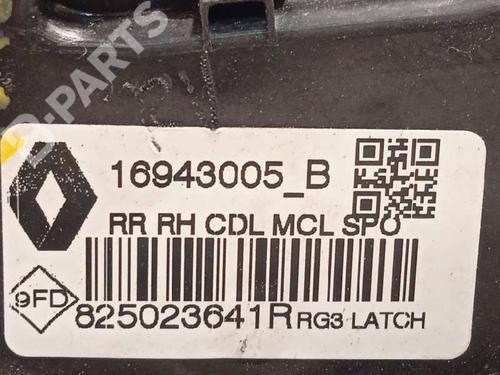 B-PARTS
16943005_B
RR RH CDL MCL SPO
9FD
825023641R RG3 LATCH